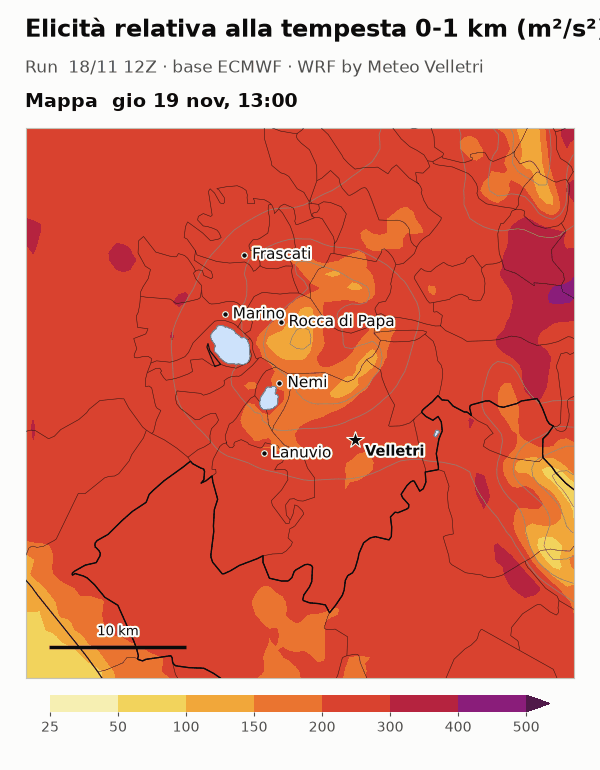 Elicità relativa alla tempesta 0-1 km (m²/s²)
Run 18/11 12Z · base ECMWF · WRF by Meteo Velletri
Mappa gio 19 nov, 13:00
Frascati
Marino
Rocca di Papa
Nemi
Velletri
Lanuvio
10 km
25 50 100 150 200 300 400 500